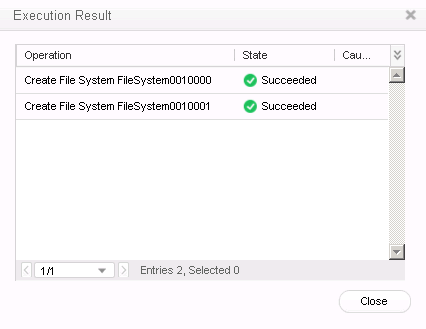 Execution Result
Operation State Cau...
Create File System FileSystem0010000 Succeeded
Create File System FileSystem0010001 Succeeded
1/1 Entries 2, Selected 0
Close